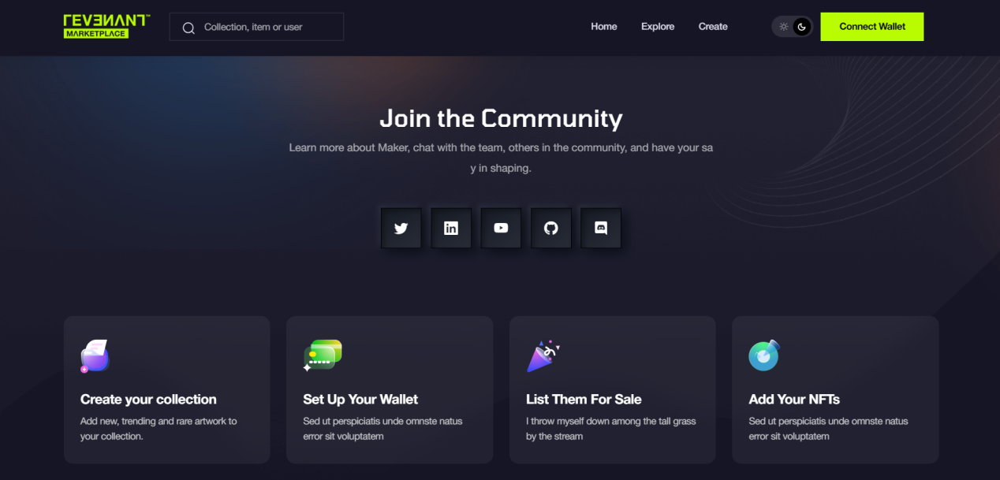 REVENANT™
MARKETPLACE
Collection, item or user
Home
Explore
Create
Connect Wallet
Join the Community
Learn more about Maker, chat with the team, others in the community, and have your sa
y in shaping.
Create your collection
Add new, trending and rare artwork to
your collection.
Set Up Your Wallet
Sed ut perspiciatis unde omnste natus
error sit voluptatem
List Them For Sale
I throw myself down among the tall grass
by the stream
Add Your NFTs
Sed ut perspiciatis unde omnste natus
error sit voluptatem